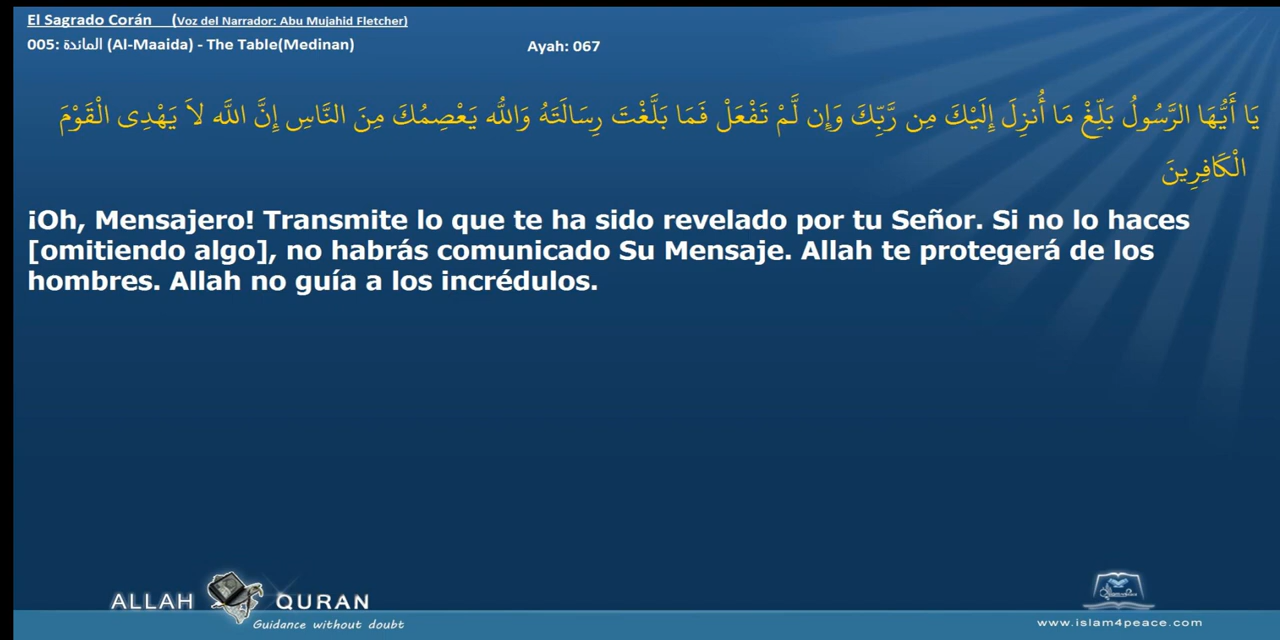 El Sagrado Corán (Voz del Narrador: Abu Mujahid Fletcher)
005: المائدة (Al-Maaida) - The Table(Medinan) Ayah: 067
يَا أَيُّهَا الرَّسُولُ بَلِّغْ مَا أُنزِلَ إِلَيْكَ مِن رَّبِّكَ وَإِن لَّمْ تَفْعَلْ فَمَا بَلَّغْتَ رِسَالَتَهُ وَاللّٰه يَعْصِمُكَ مِنَ النَّاسِ إِنَّ اللَّه لاَ يَهْدِى الْقَوْمَ
الْكَافِرِينَ
¡Oh, Mensajero! Transmite lo que te ha sido revelado por tu Señor. Si no lo haces
[omitiendo algo], no habrás comunicado Su Mensaje. Allah te protegerá de los
hombres. Allah no guía a los incrédulos.
ALLAH QURAN
Guidance without doubt
www.islam4peace.com